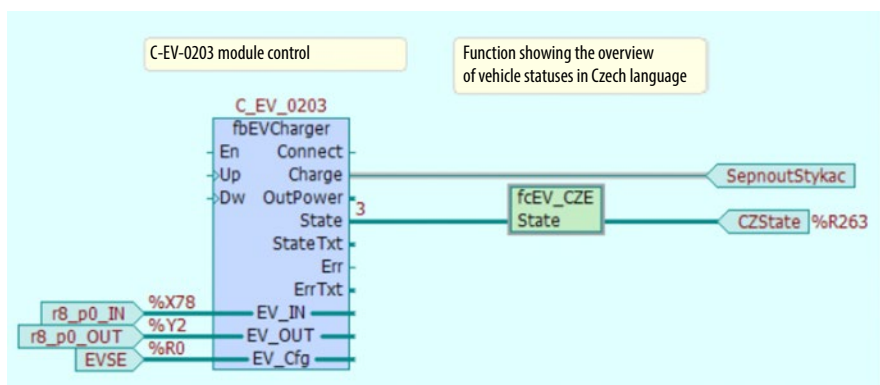 C-EV-0203 module control
Function showing the overview
of vehicle statuses in Czech language
C_EV_0203
fbEVCharger
En Connect
Up Charge
SepnoutStykac
Dw OutPower
fcEV_CZE
State
3
State
CZState
%R263
StateTxt
Err
ErrTxt
r8_p0_IN
%X78
EV_IN
r8_p0_OUT
%Y2
EV_OUT
EVSE
%R0
EV_Cfg